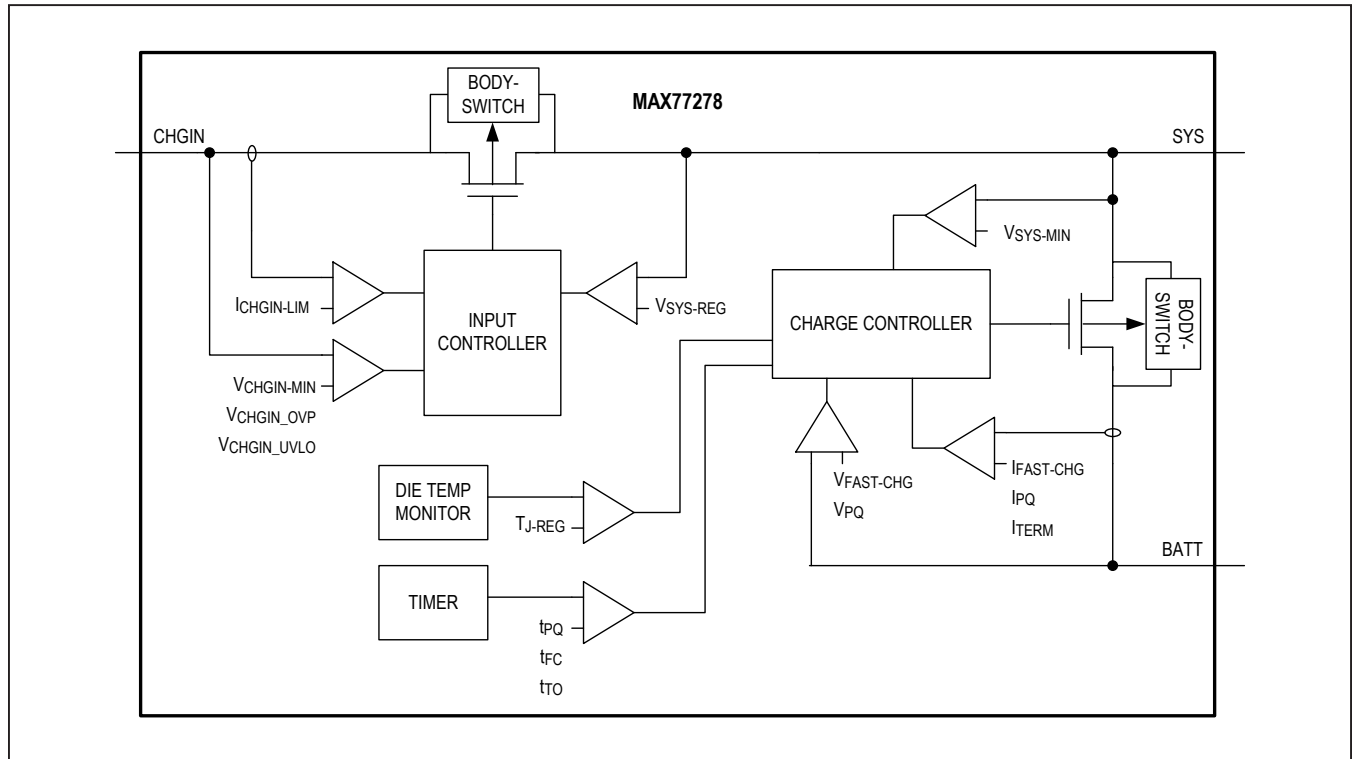 BODY-
SWITCH
MAX77278
CHGIN
SYS
VSYS-MIN
ICHGIN-LIM
INPUT
CONTROLLER
VSYS-REG
CHARGE CONTROLLER
BODY-
SWITCH
VCHGIN-MIN
VCHGIN_OVP
VCHGIN_UVLO
DIE TEMP
MONITOR
TJ-REG
VFAST-CHG
VPQ
IFAST-CHG
IPQ
ITERM
BATT
TIMER
tPQ
tFC
tTO